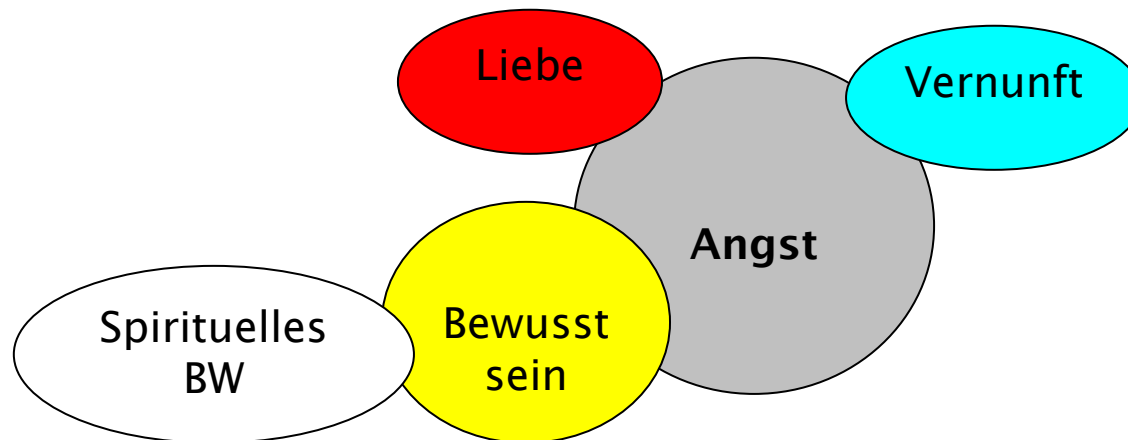 Liebe
Vernunft
Angst
Spirituelles
BW
Bewusst
sein